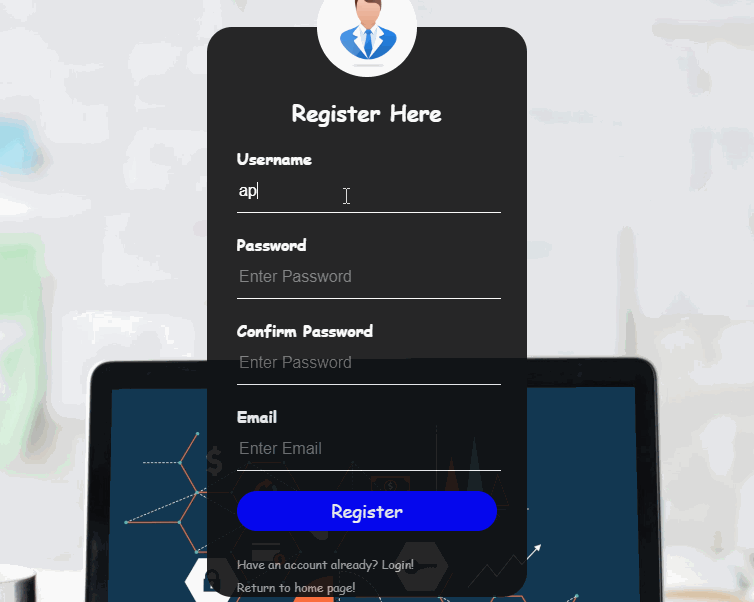 Register Here
Username
ap
Password
Enter Password
Confirm Password
Enter Password
Email
Enter Email
$
$
Register
Have an account already? Login!
Return to home page!